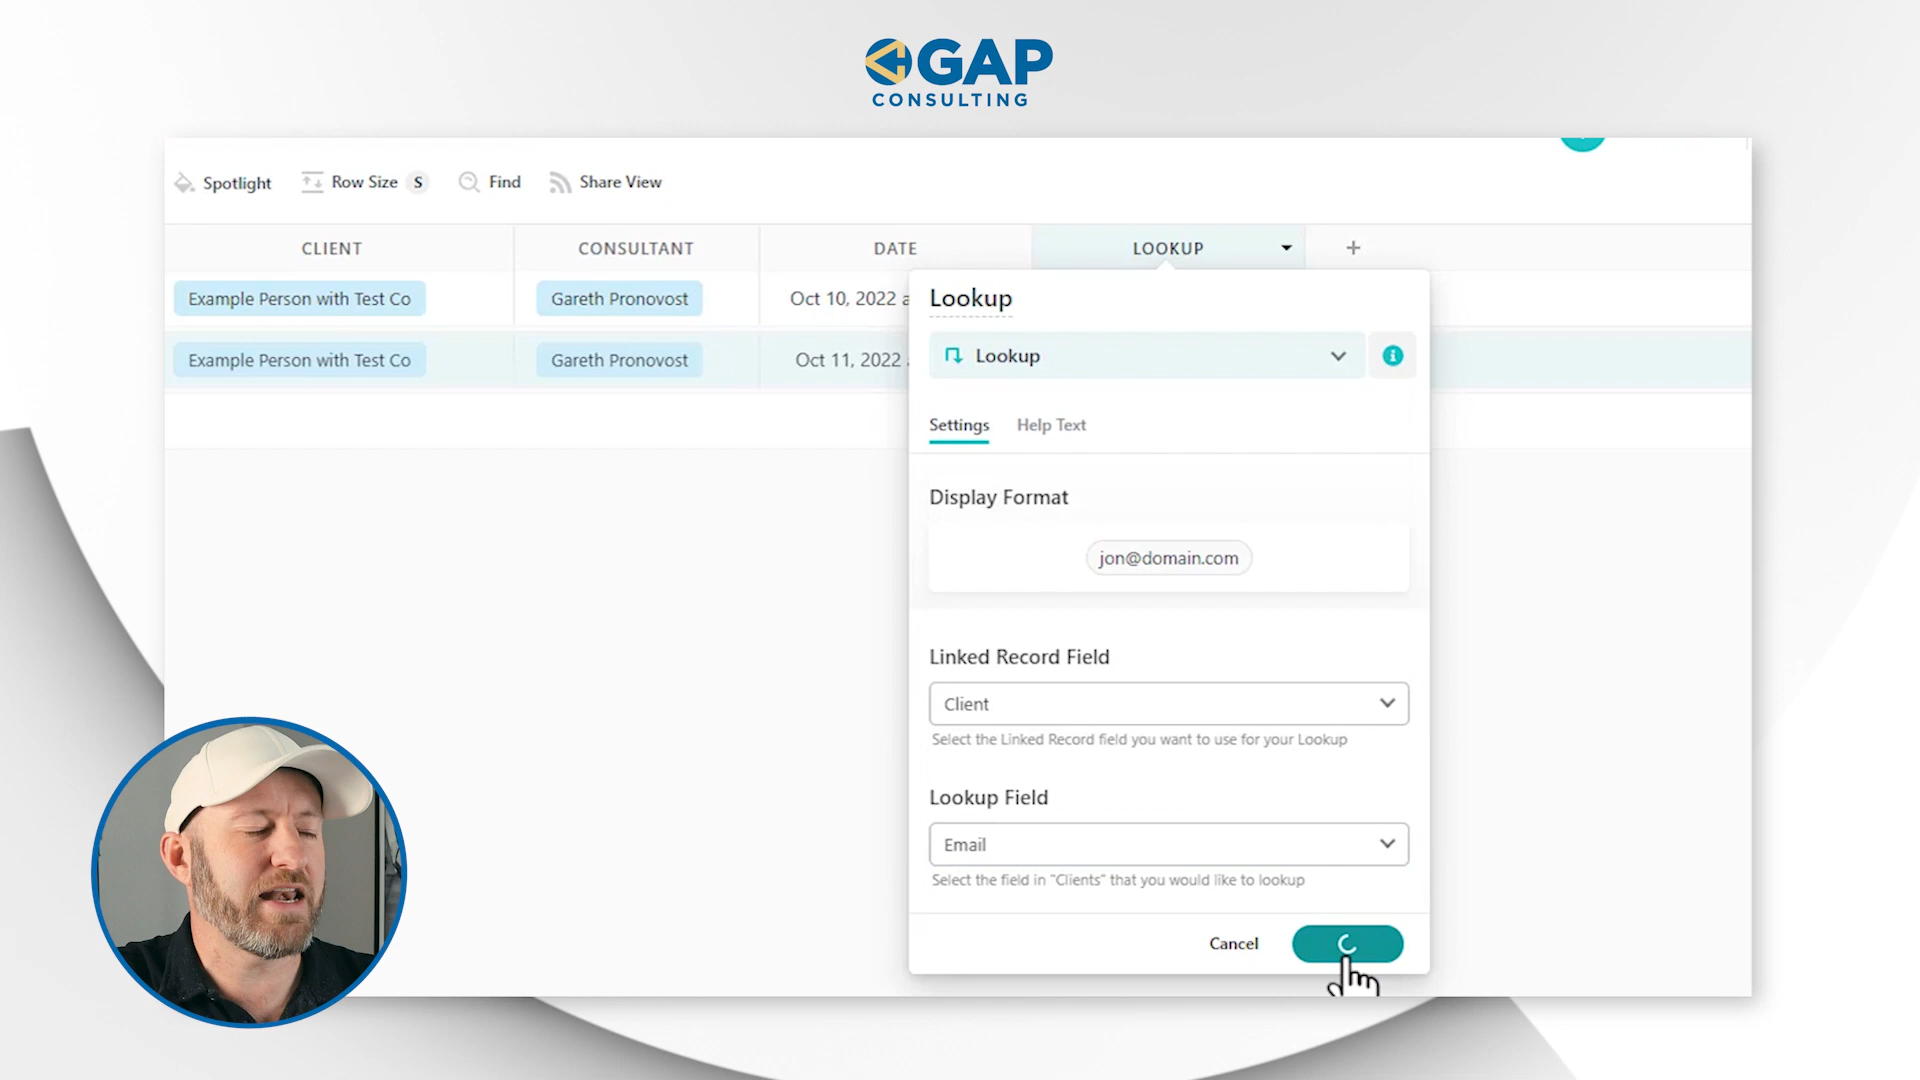 GAP
CONSULTING
Spotlight Row Size S Find Share View
CLIENT CONSULTANT DATE LOOKUP +
Example Person with Test Co Gareth Pronovost Oct 10, 2022 a
Example Person with Test Co Gareth Pronovost Oct 11, 2022
Lookup
Lookup
Settings Help Text
Display Format
jon@domain.com
Linked Record Field
Client
Select the Linked Record field you want to use for your Lookup
Lookup Field
Email
Select the field in "Clients" that you would like to lookup
Cancel